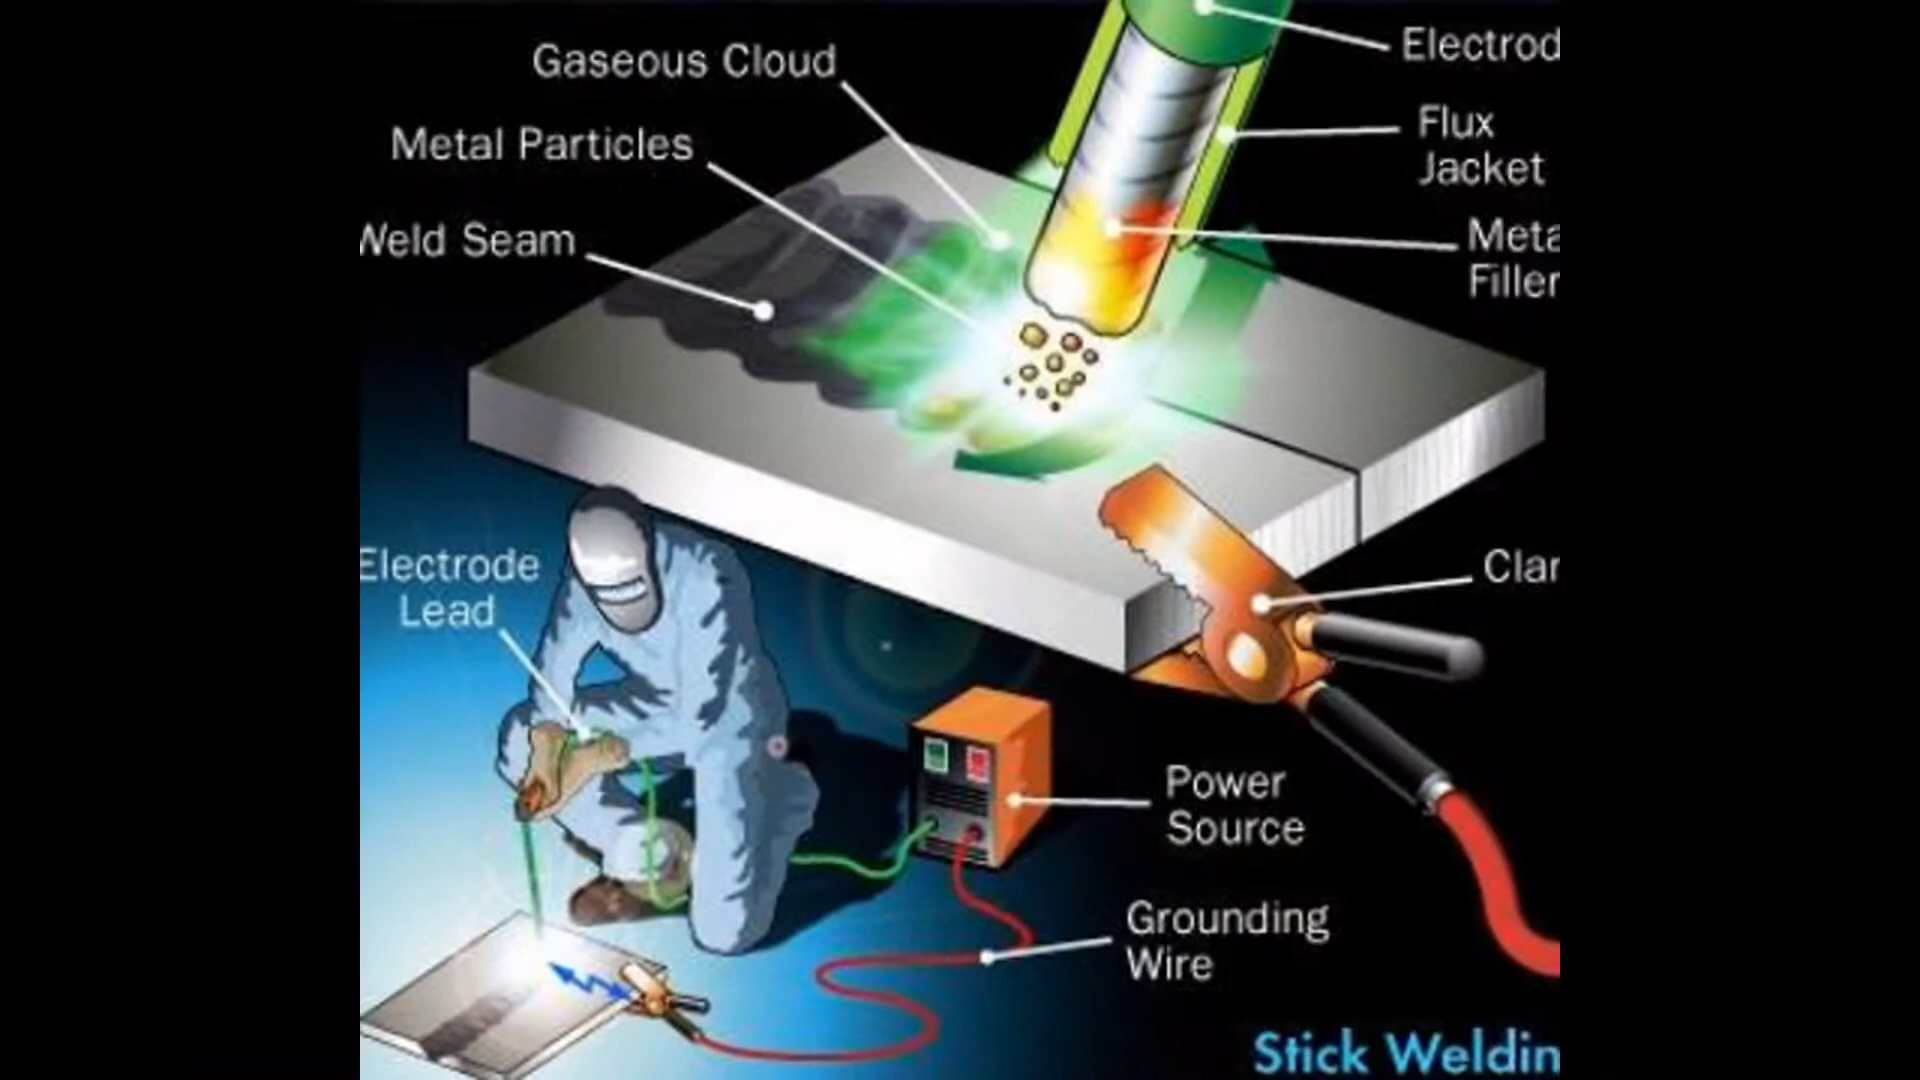 Gaseous Cloud
Metal Particles
Weld Seam
Electrod
Flux
Jacket
Meta
Filler
Electrode
Lead
Clar
Power
Source
Grounding
Wire
Stick Weldin